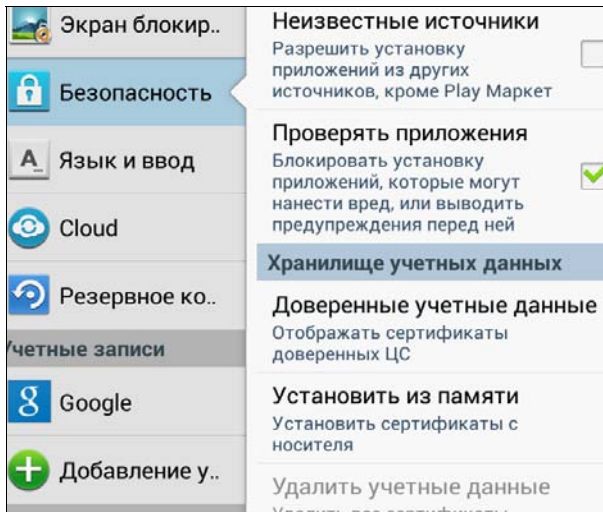 Экран блокир..
Безопасность
Язык и ввод
Cloud
Резервное ко..
Учетные записи
Google
Добавление у..
Неизвестные источники
Разрешить установку
приложений из других
источников, кроме Play Маркет
Проверять приложения
Блокировать установку
приложений, которые могут
нанести вред, или выводить
предупреждения перед ней
Хранилище учетных данных
Доверенные учетные данные
Отображать сертификаты
доверенных ЦС
Установить из памяти
Установить сертификаты с
носителя
Удалить учетные данные